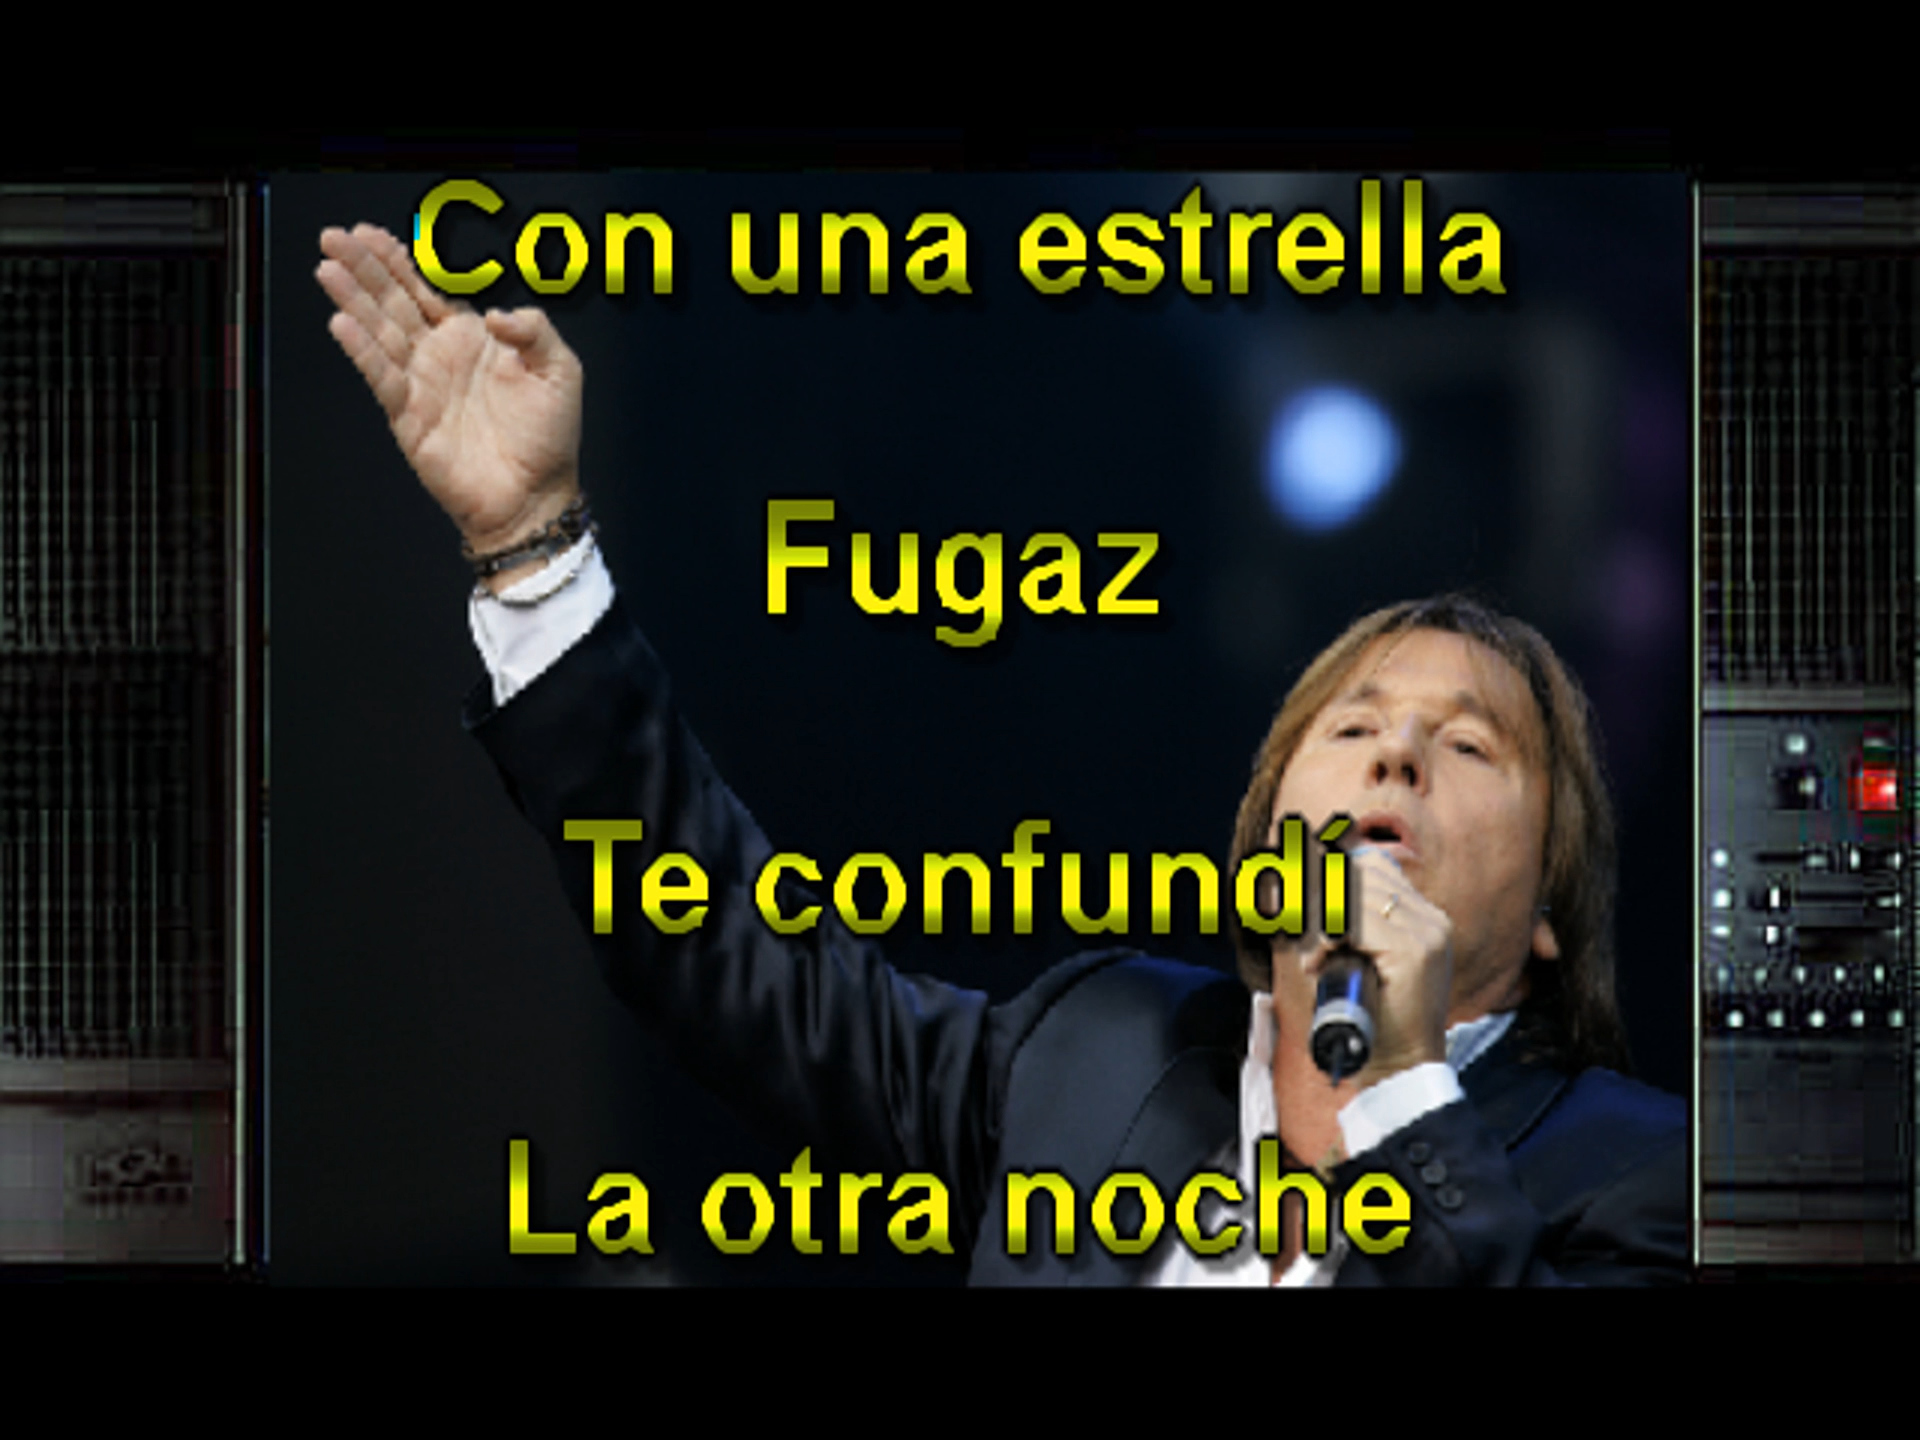 Con una estrella
Fugaz
Te confundí
La otra noche